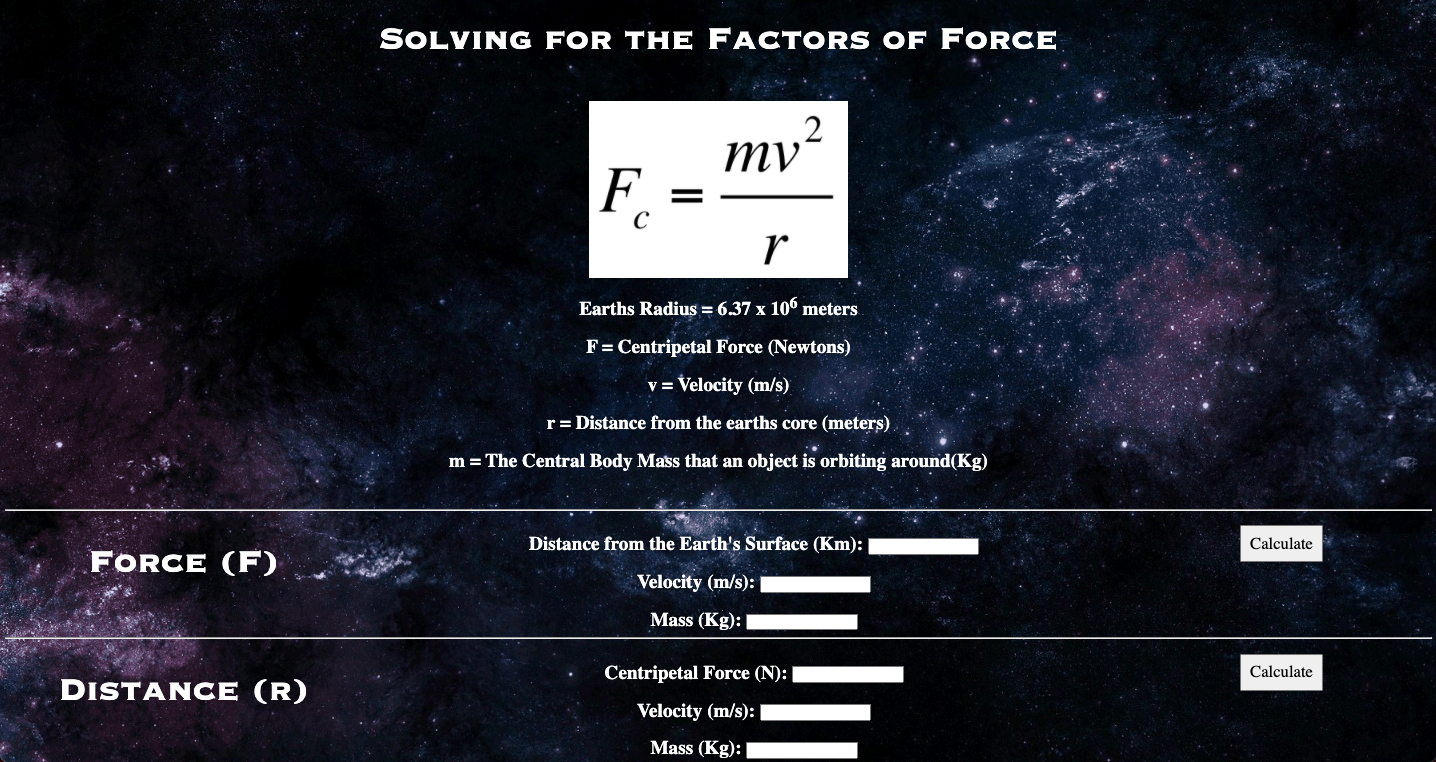 Solving for the Factors of Force
F_c = mv^2 / r
Earths Radius = 6.37 x 10^6 meters
F = Centripetal Force (Newtons)
v = Velocity (m/s)
r = Distance from the earths core (meters)
m = The Central Body Mass that an object is orbiting around(Kg)
Force (F)
Distance from the Earth's Surface (Km):
Velocity (m/s):
Mass (Kg):
Calculate
Distance (r)
Centripetal Force (N):
Velocity (m/s):
Mass (Kg):
Calculate